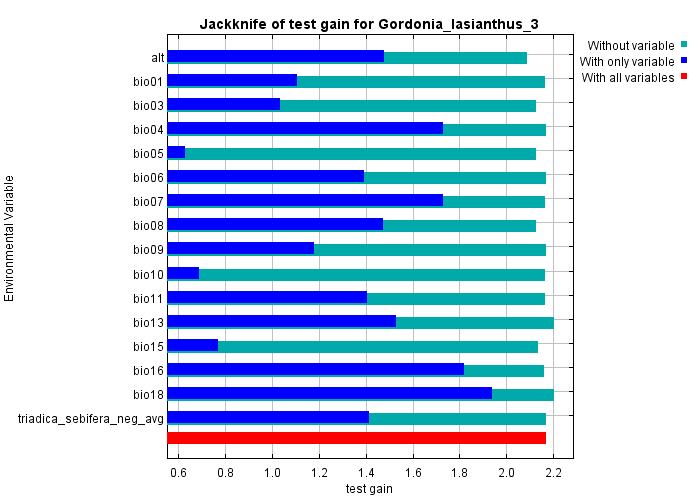 Jackknife of test gain for Gordonia_lasianthus_3
Without variable
With only variable
With all variables
Environmental Variable
alt
bio01
bio03
bio04
bio05
bio06
bio07
bio08
bio09
bio10
bio11
bio13
bio15
bio16
bio18
triadica_sebifera_neg_avg
0.6 0.8 1.0 1.2 1.4 1.6 1.8 2.0 2.2
test gain